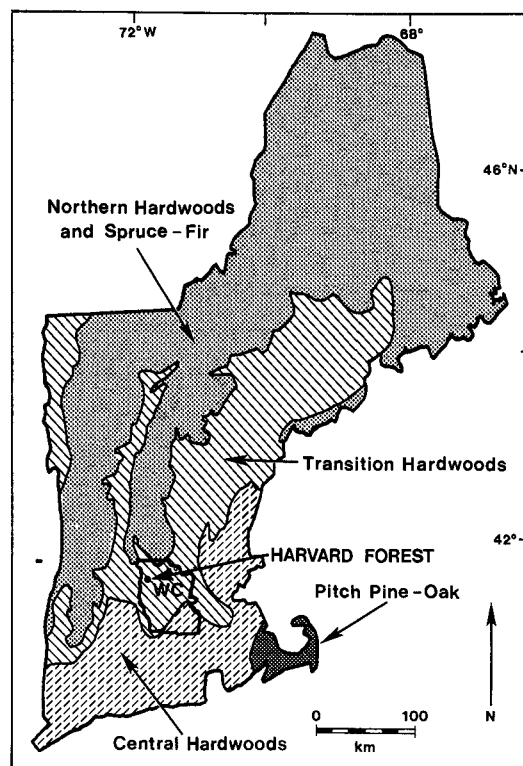 72°W
68°
46°N
Northern Hardwoods
and Spruce-Fir
Transition Hardwoods
42°
HARVARD FOREST
WC
Pitch Pine-Oak
Central Hardwoods
0 100
km
N